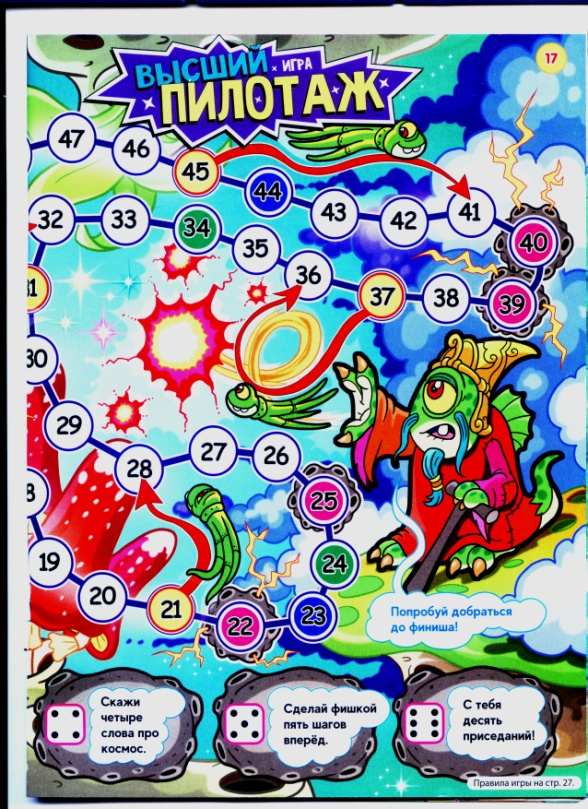 17
ВЫСШИЙ ИГРА
ПИЛОТАЖ
47 46 45 44 43 42 41 40
32 33 34 35 36 37 38 39
31
30
29 28 27 26 25
24
19 20 21 22 23
Попробуй добраться
до финиша!
Скажи
четыре
слова про
космос.
Сделай фишкой
пять шагов
вперёд.
С тебя
десять
приседаний!
Правила игры на стр. 27.